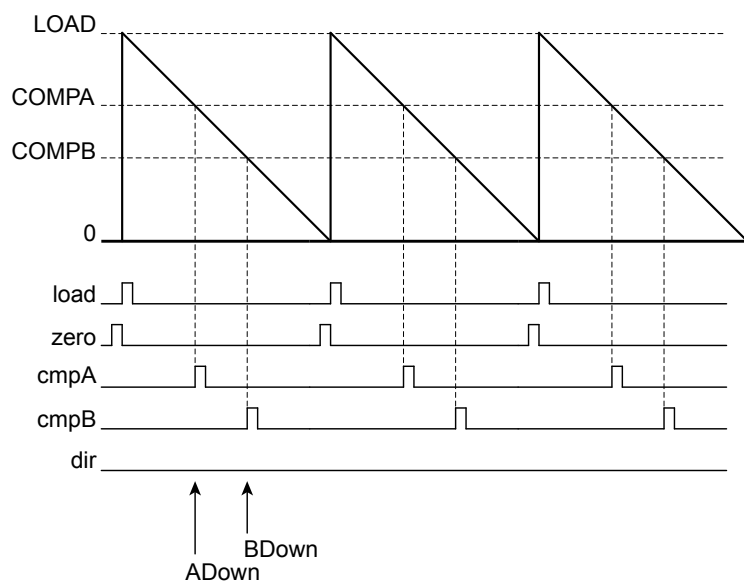 LOAD
COMPA
COMPB
0
load
zero
cmpA
cmpB
dir
BDown
ADown